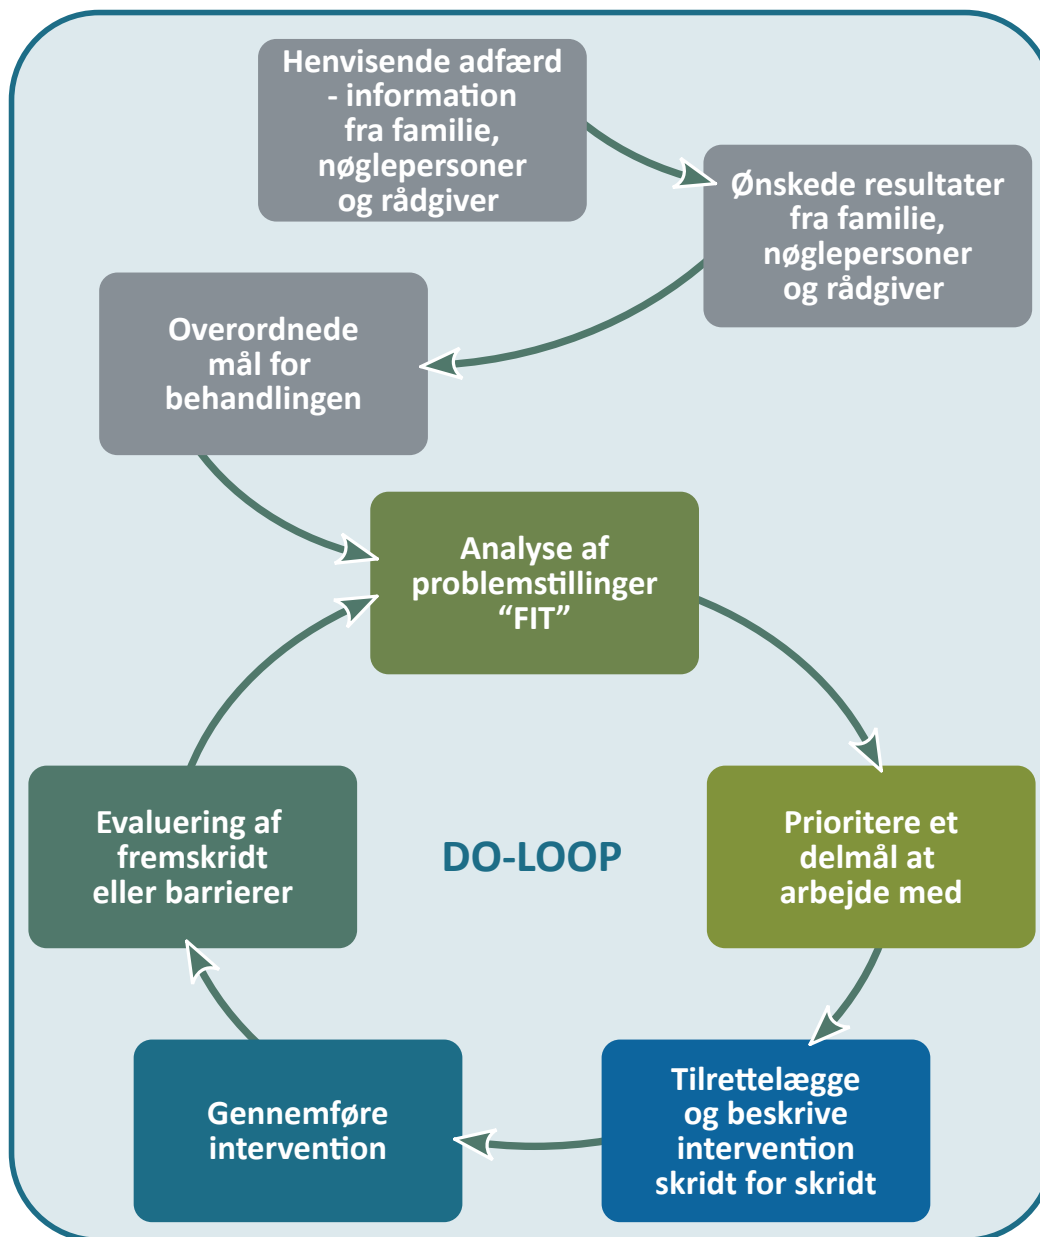 Henvisende adfærd
- information
fra familie,
nøglepersoner
og rådgiver
Ønskede resultater
fra familie,
nøglepersoner
og rådgiver
Overordnede
mål for
behandlingen
Analyse af
problemstillinger
“FIT”
Prioritere et
delmål at
arbejde med
Tilrettelægge
og beskrive
intervention
skridt for skridt
Gennemføre
intervention
Evaluering af
fremskridt
eller barrierer
DO-LOOP